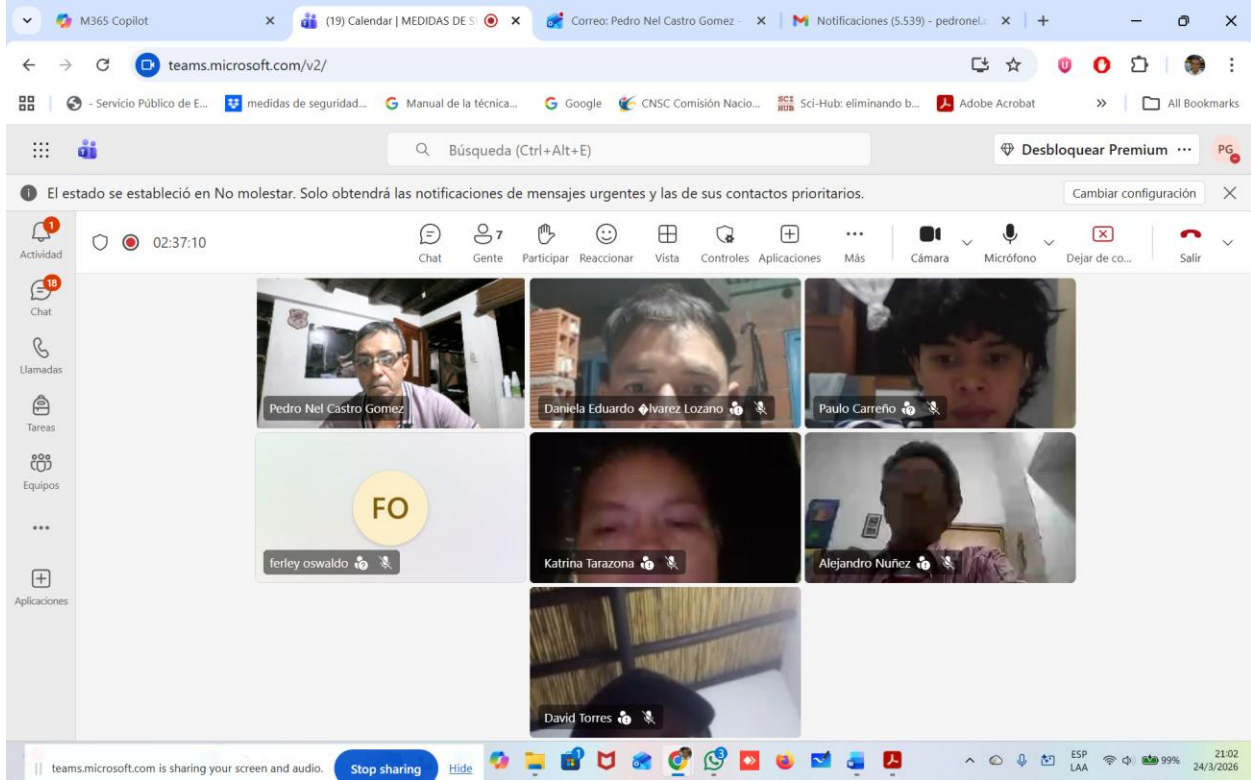 M365 Copilot
(19) Calendar | MEDIDAS DE S
Correo: Pedro Nel Castro Gomez -
Notificaciones (5.539) - pedronel.c
teams.microsoft.com/v2/
- Servicio Público de E...
medidas de seguridad...
Manual de la técnica...
Google
CNSC Comisión Nacio...
SCI HUB
Sci-Hub: eliminando b...
Adobe Acrobat
»
All Bookmarks
Búsqueda (Ctrl+Alt+E)
Desbloquear Premium
PG
El estado se estableció en No molestar. Solo obtendrá las notificaciones de mensajes urgentes y las de sus contactos prioritarios.
Cambiar configuración
1
Actividad
18
Chat
Llamadas
Tareas
Equipos
Aplicaciones
02:37:10
Chat
7
Gente
Participar
Reaccionar
Vista
Controles
Aplicaciones
Más
Cámara
Micrófono
Dejar de co...
Salir
Pedro Nel Castro Gomez
Daniela Eduardo �lvarez Lozano
Paulo Carreño
FO
ferley oswaldo
Katrina Tarazona
Alejandro Nuñez
David Torres
teams.microsoft.com is sharing your screen and audio.
Stop sharing
Hide
ESP
LAA
99%
21:02
24/3/2026